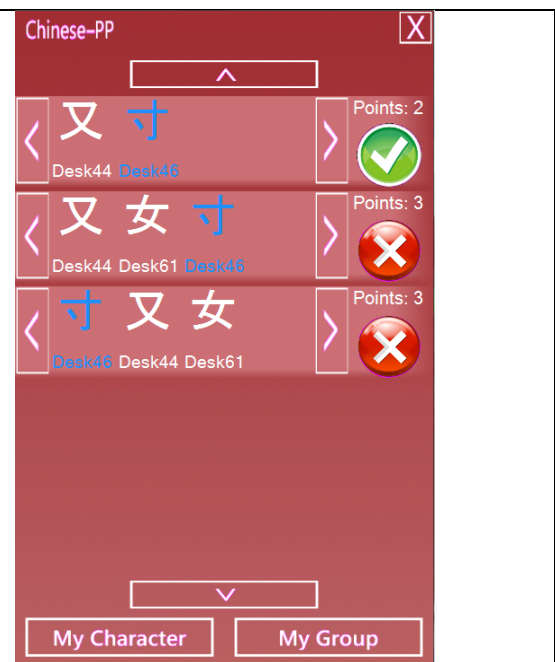 Chinese-PP X
Points: 2
又 寸
Desk44 Desk46
Points: 3
又 女 寸
Desk44 Desk61 Desk46
Points: 3
寸 又 女
Desk46 Desk44 Desk61
My Character My Group